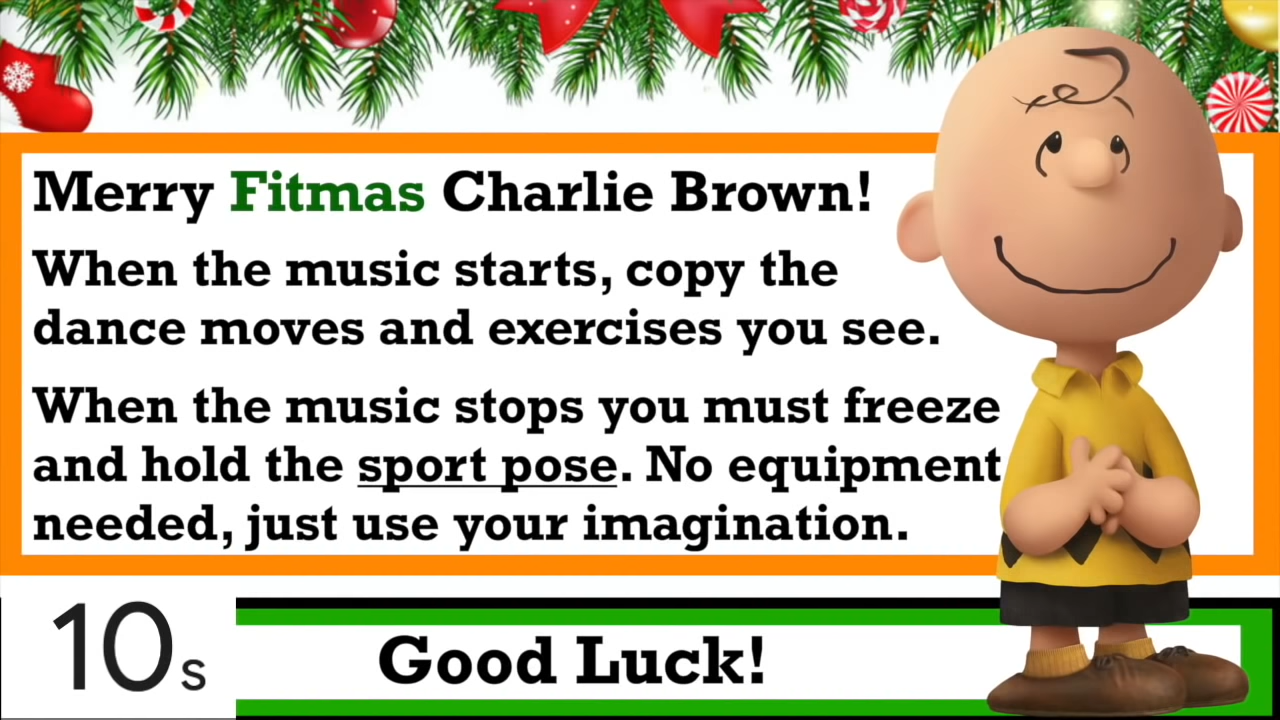 Merry Fitmas Charlie Brown!
When the music starts, copy the
dance moves and exercises you see.
When the music stops you must freeze
and hold the sport pose. No equipment
needed, just use your imagination.
10s
Good Luck!